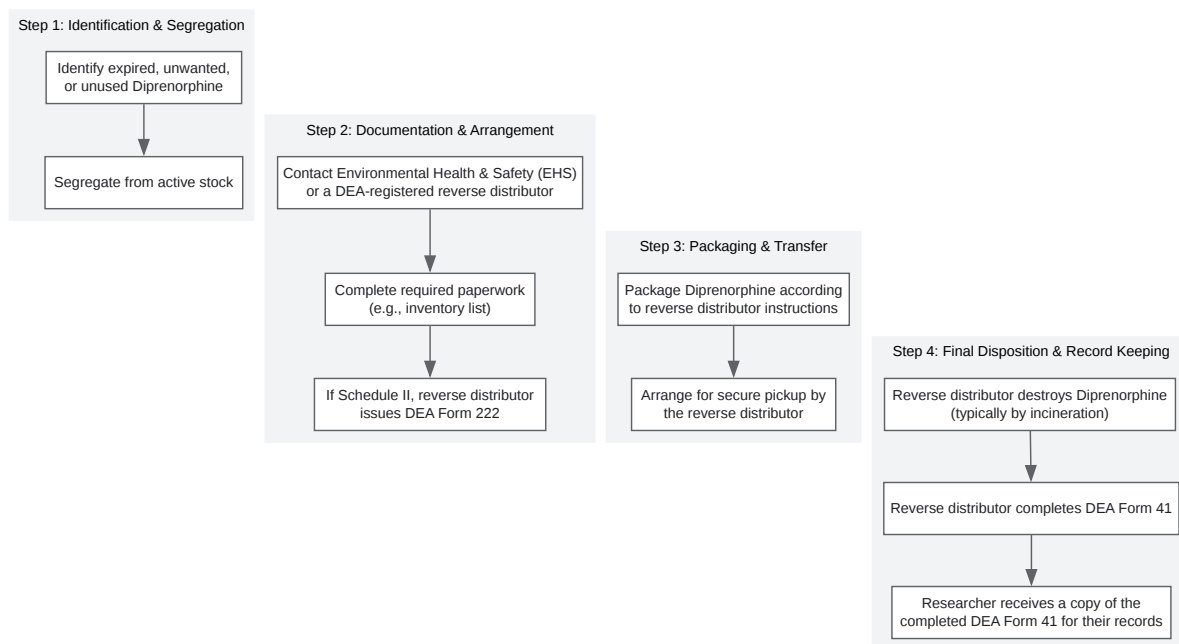 Step 1: Identification & Segregation
Identify expired, unwanted,
or unused Diprenorphine
Segregate from active stock
Step 2: Documentation & Arrangement
Contact Environmental Health & Safety (EHS)
or a DEA-registered reverse distributor
Complete required paperwork
(e.g., inventory list)
If Schedule II, reverse distributor
issues DEA Form 222
Step 3: Packaging & Transfer
Package Diprenorphine according
to reverse distributor instructions
Arrange for secure pickup by
the reverse distributor
Step 4: Final Disposition & Record Keeping
Reverse distributor destroys Diprenorphine
(typically by incineration)
Reverse distributor completes DEA Form 41
Researcher receives a copy of the
completed DEA Form 41 for their records